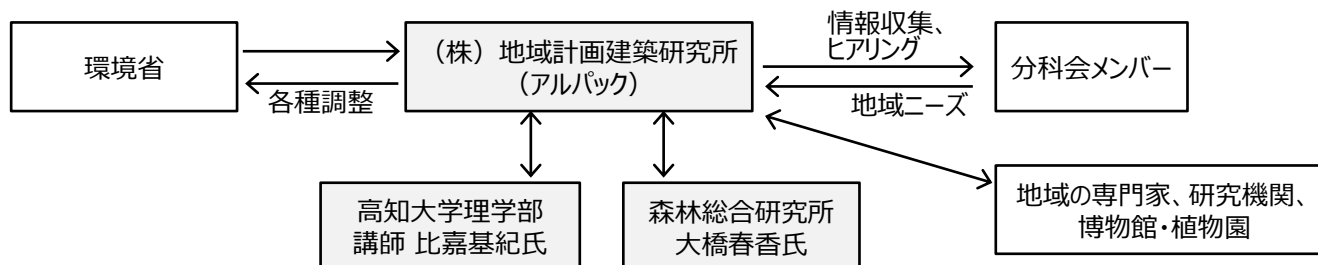 環境省
各種調整
（株）地域計画建築研究所
（アルパック）
情報収集、
ヒアリング
地域ニーズ
分科会メンバー
高知大学理学部
講師 比嘉基紀氏
森林総合研究所
大橋春香氏
地域の専門家、研究機関、
博物館・植物園